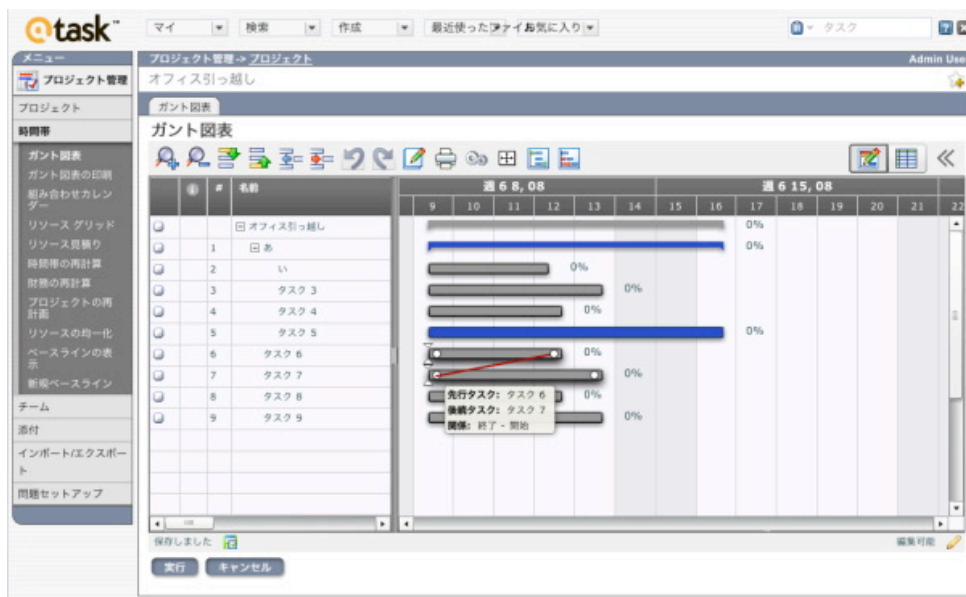 @task™
マイ 検索 作成 最近使ったファイル お気に入り タスク
メニュー
プロジェクト管理
プロジェクト
時間帯
ガント図表
ガント図表の印刷
組み合わせカレン
ダー
リソース グリッド
リソース見積り
時間帯の再計算
財務の再計算
プロジェクトの再
計画
リソースの均一化
ベースラインの表
示
新規ベースライン
チーム
添付
インポート/エクスポー
ト
問題セットアップ
プロジェクト管理 -> プロジェクト Admin Use
オフィス引っ越し
ガント図表
ガント図表
# 名前 週 6 8, 08 週 6 15, 08
9 10 11 12 13 14 15 16 17 18 19 20 21 22
オフィス引っ越し 0%
1 あ 0%
2 い 0%
3 タスク 3 0%
4 タスク 4 0%
5 タスク 5 0%
6 タスク 6 0%
7 タスク 7 0%
8 タスク 8 0%
9 タスク 9 0%
先行タスク: タスク 6
後続タスク: タスク 7
関係: 終了 - 開始
保存しました 編集可能
実行 キャンセル